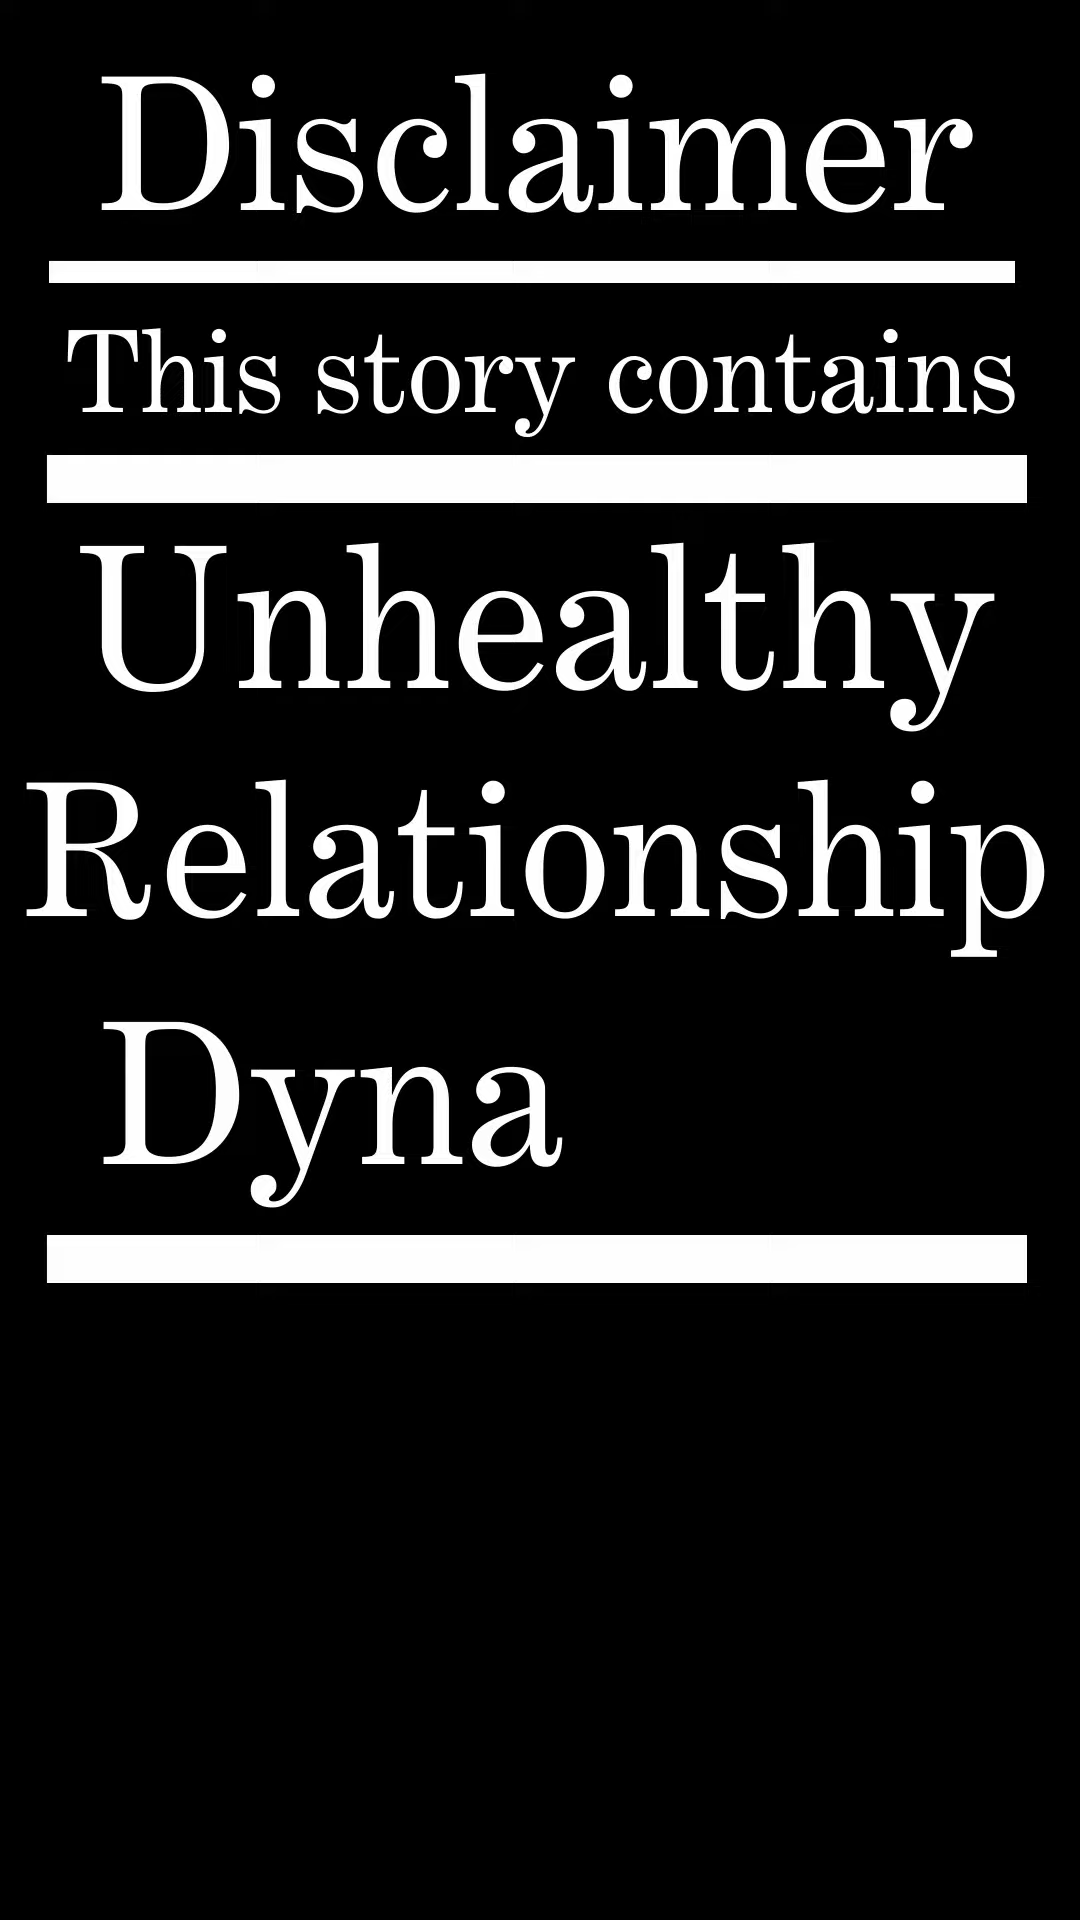 Disclaimer
This story contains
Unhealthy
Relationship
Dyna